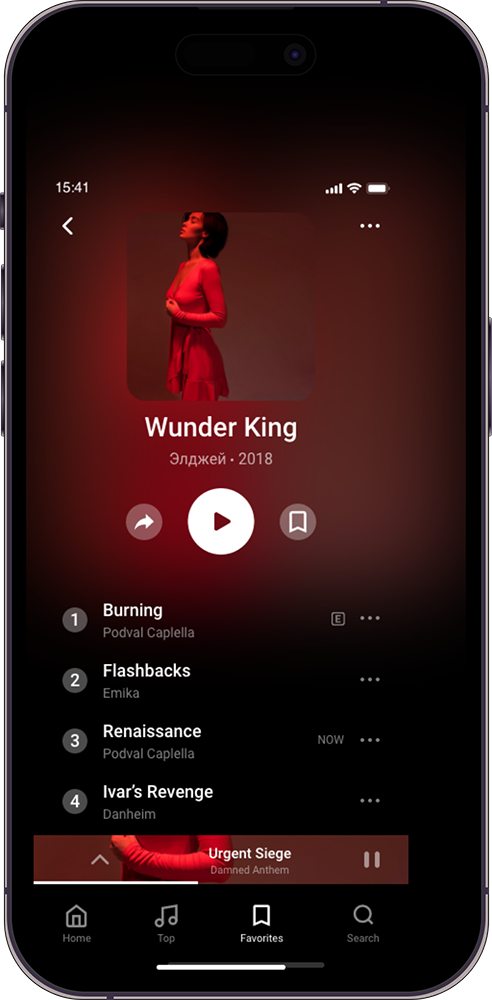 15:41
Wunder King
Элджей • 2018
1 Burning E
Podval Caplella
2 Flashbacks
Emika
3 Renaissance NOW
Podval Caplella
4 Ivar’s Revenge
Danheim
Urgent Siege
Damned Anthem
Home Top Favorites Search